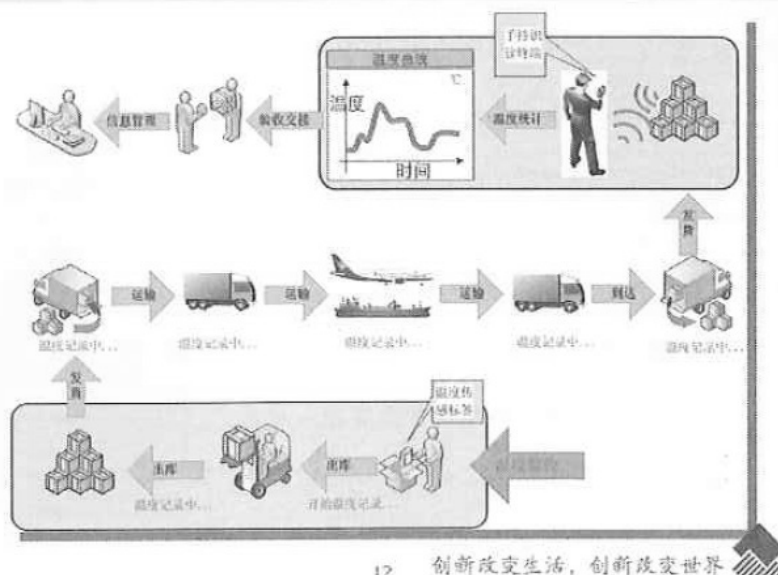 手持识
读终端
温度曲线
℃
温度
时间
信息管理
验收交接
温度统计
发货
运输
运输
运输
到达
温度记录中...
温度记录中...
温度记录中...
温度记录中...
温度记录中...
发货
温度传
感标签
出库
出库
温度记录中...
开始温度记录...
12
创新改变生活，创新改变世界